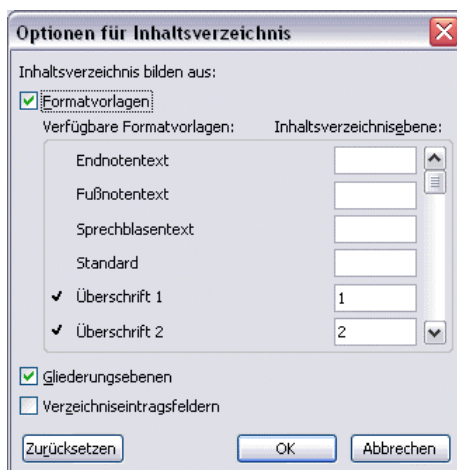 Optionen für Inhaltsverzeichnis
Inhaltsverzeichnis bilden aus:
Formatvorlagen
Verfügbare Formatvorlagen: Inhaltsverzeichnisebene:
Endnotentext
Fußnotentext
Sprechblasentext
Standard
Überschrift 1 1
Überschrift 2 2
Gliederungsebenen
Verzeichniseintragsfeldern
Zurücksetzen OK Abbrechen